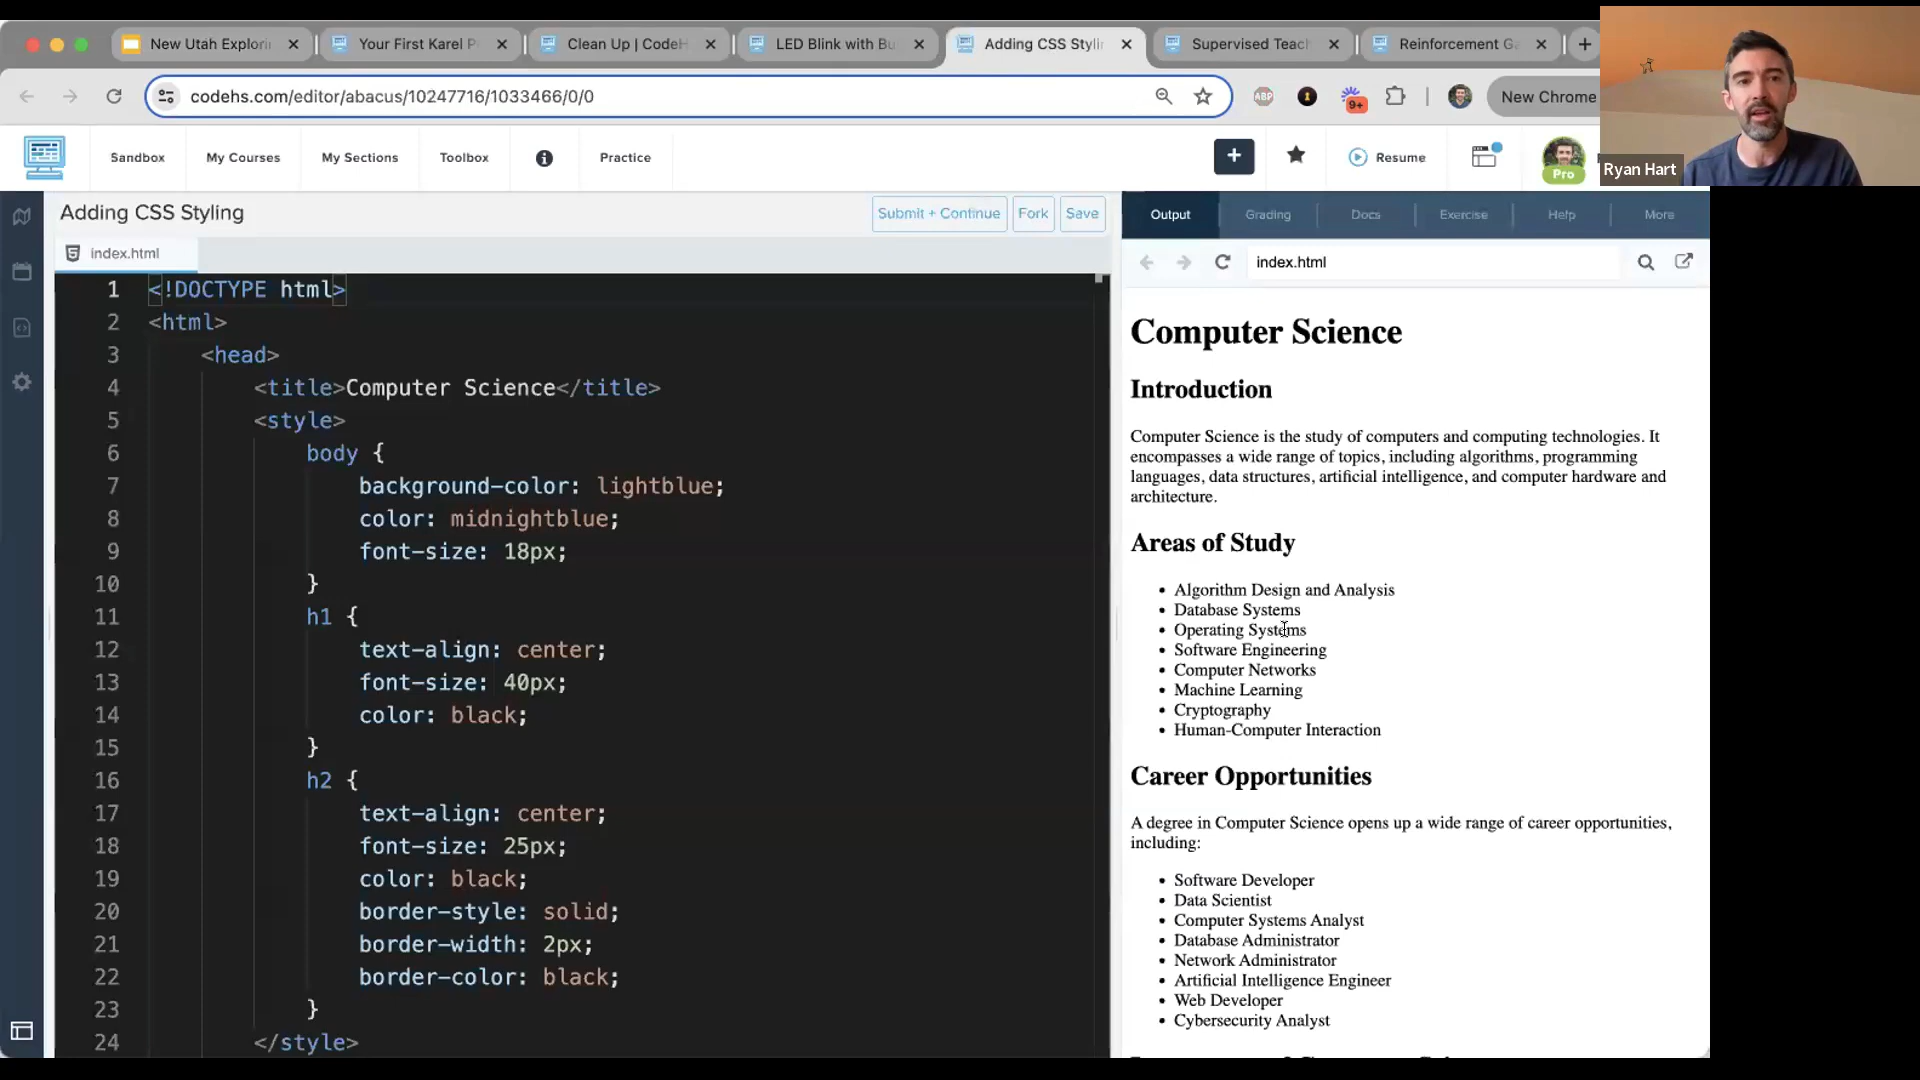 New Utah Explori
Your First Karel P
Clean Up | CodeH
LED Blink with Bu
Adding CSS Stylin
Supervised Teach
Reinforcement Ga
codehs.com/editor/abacus/10247716/1033466/0/0
ABP
9+
New Chrome
Sandbox
My Courses
My Sections
Toolbox
Practice
Resume
Pro
Ryan Hart
Adding CSS Styling
Submit + Continue
Fork
Save
index.html
1 <!DOCTYPE html>
2 <html>
3 <head>
4 <title>Computer Science</title>
5 <style>
6 body {
7 background-color: lightblue;
8 color: midnightblue;
9 font-size: 18px;
10 }
11 h1 {
12 text-align: center;
13 font-size: 40px;
14 color: black;
15 }
16 h2 {
17 text-align: center;
18 font-size: 25px;
19 color: black;
20 border-style: solid;
21 border-width: 2px;
22 border-color: black;
23 }
24 </style>
Output
Grading
Docs
Exercise
Help
More
index.html
Computer Science
Introduction
Computer Science is the study of computers and computing technologies. It
encompasses a wide range of topics, including algorithms, programming
languages, data structures, artificial intelligence, and computer hardware and
architecture.
Areas of Study
• Algorithm Design and Analysis
• Database Systems
• Operating Systems
• Software Engineering
• Computer Networks
• Machine Learning
• Cryptography
• Human-Computer Interaction
Career Opportunities
A degree in Computer Science opens up a wide range of career opportunities,
including:
• Software Developer
• Data Scientist
• Computer Systems Analyst
• Database Administrator
• Network Administrator
• Artificial Intelligence Engineer
• Web Developer
• Cybersecurity Analyst